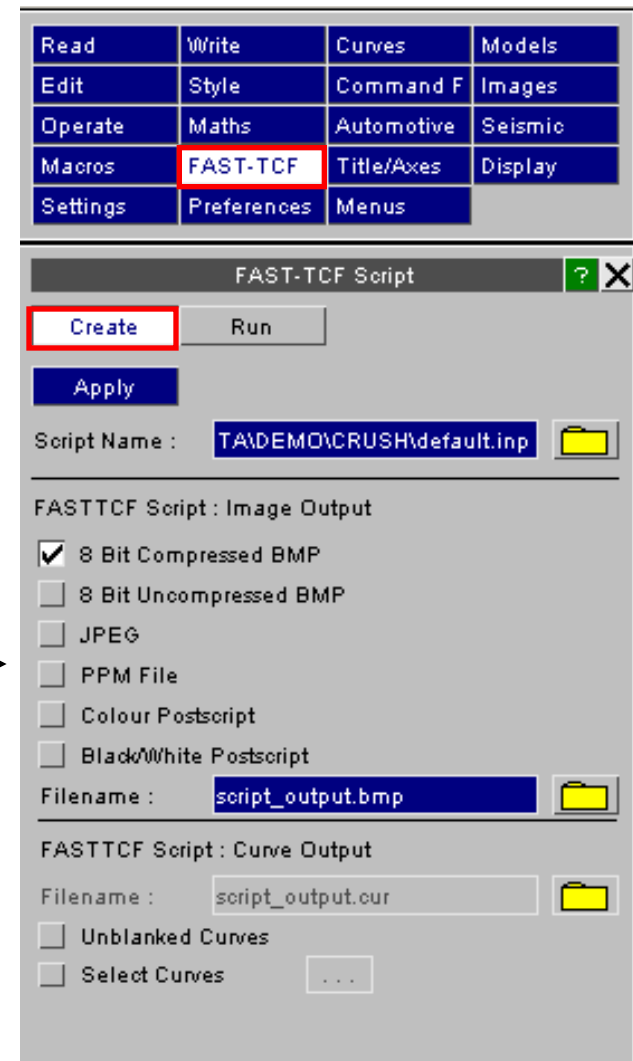 Read Write Curves Models
Edit Style Command F Images
Operate Maths Automotive Seismic
Macros FAST-TCF Title/Axes Display
Settings Preferences Menus
FAST-TCF Script ? X
Create Run
Apply
Script Name : TA\DEMO\CRUSH\default.inp
FASTTCF Script : Image Output
8 Bit Compressed BMP
8 Bit Uncompressed BMP
JPEG
PPM File
Colour Postscript
Black/White Postscript
Filename : script_output.bmp
FASTTCF Script : Curve Output
Filename : script_output.cur
Unblanked Curves
Select Curves ...